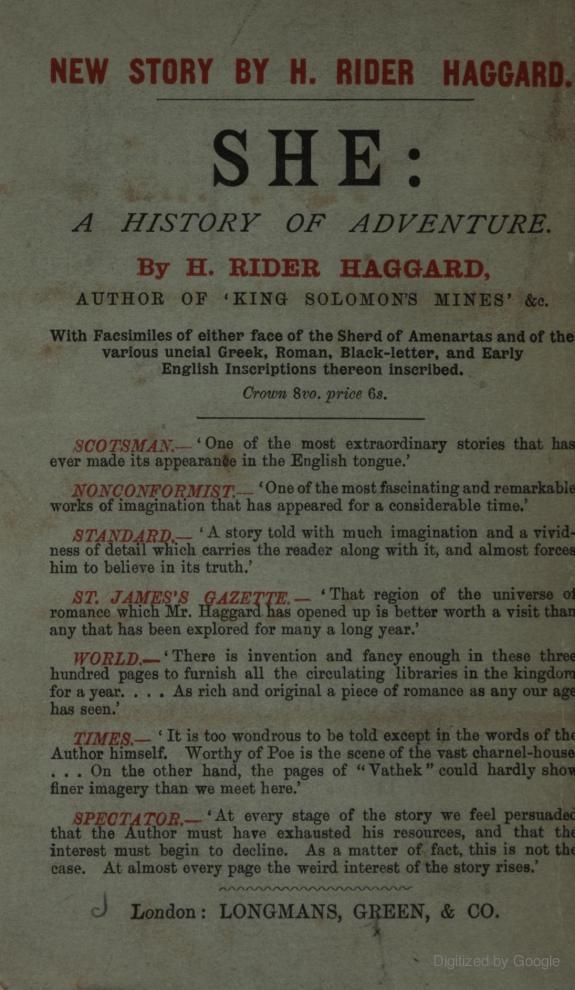 NEW STORY BY H. RIDER HAGGARD.
SHE:
A HISTORY OF ADVENTURE.
By H. RIDER HAGGARD,
AUTHOR OF 'KING SOLOMON'S MINES' &c.
With Facsimiles of either face of the Sherd of Amenartas and of the
various uncial Greek, Roman, Black-letter, and Early
English Inscriptions thereon inscribed.
Crown 8vo. price 6s.
SCOTSMAN.—'One of the most extraordinary stories that has
ever made its appearance in the English tongue.'
NONCONFORMIST.—'One of the most fascinating and remarkable
works of imagination that has appeared for a considerable time.'
STANDARD.—'A story told with much imagination and a vivid-
ness of detail which carries the reader along with it, and almost forces
him to believe in its truth.'
ST. JAMES'S GAZETTE.—'That region of the universe of
romance which Mr. Haggard has opened up is better worth a visit than
any that has been explored for many a long year.'
WORLD.—'There is invention and fancy enough in these three
hundred pages to furnish all the circulating libraries in the kingdom
for a year. . . . As rich and original a piece of romance as any our age
has seen.'
TIMES.—'It is too wondrous to be told except in the words of the
Author himself. Worthy of Poe is the scene of the vast charnel-house
. . . On the other hand, the pages of "Vathek" could hardly show
finer imagery than we meet here.'
SPECTATOR.—'At every stage of the story we feel persuaded
that the Author must have exhausted his resources, and that the
interest must begin to decline. As a matter of fact, this is not the
case. At almost every page the weird interest of the story rises.'
London: LONGMANS, GREEN, & CO.
Digitized by Google